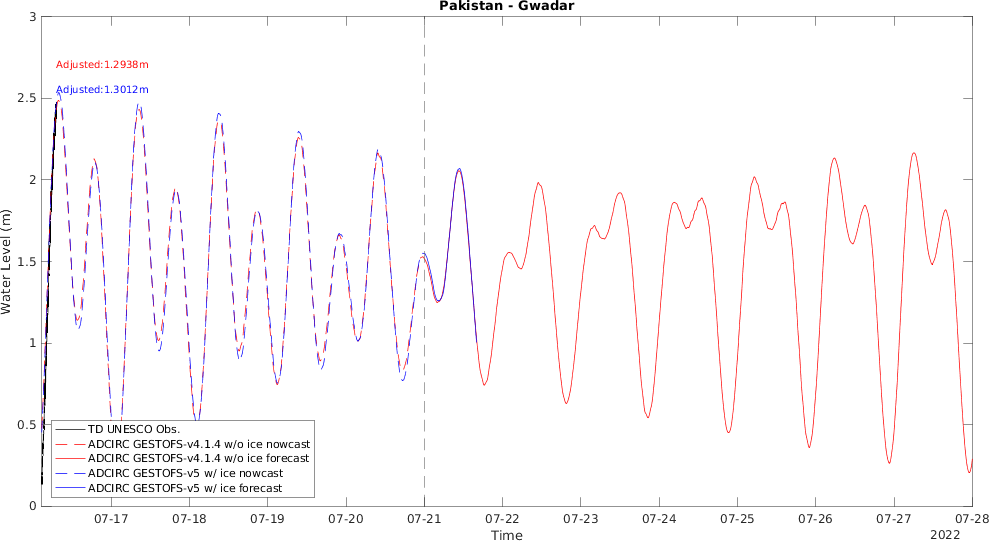 Pakistan - Gwadar
3
2.5
2
1.5
1
0.5
0
Water Level (m)
Adjusted:1.2938m
Adjusted:1.3012m
TD UNESCO Obs.
ADCIRC GESTOFS-v4.1.4 w/o ice nowcast
ADCIRC GESTOFS-v4.1.4 w/o ice forecast
ADCIRC GESTOFS-v5 w/ ice nowcast
ADCIRC GESTOFS-v5 w/ ice forecast
07-17 07-18 07-19 07-20 07-21 07-22 07-23 07-24 07-25 07-26 07-27 07-28
Time
2022